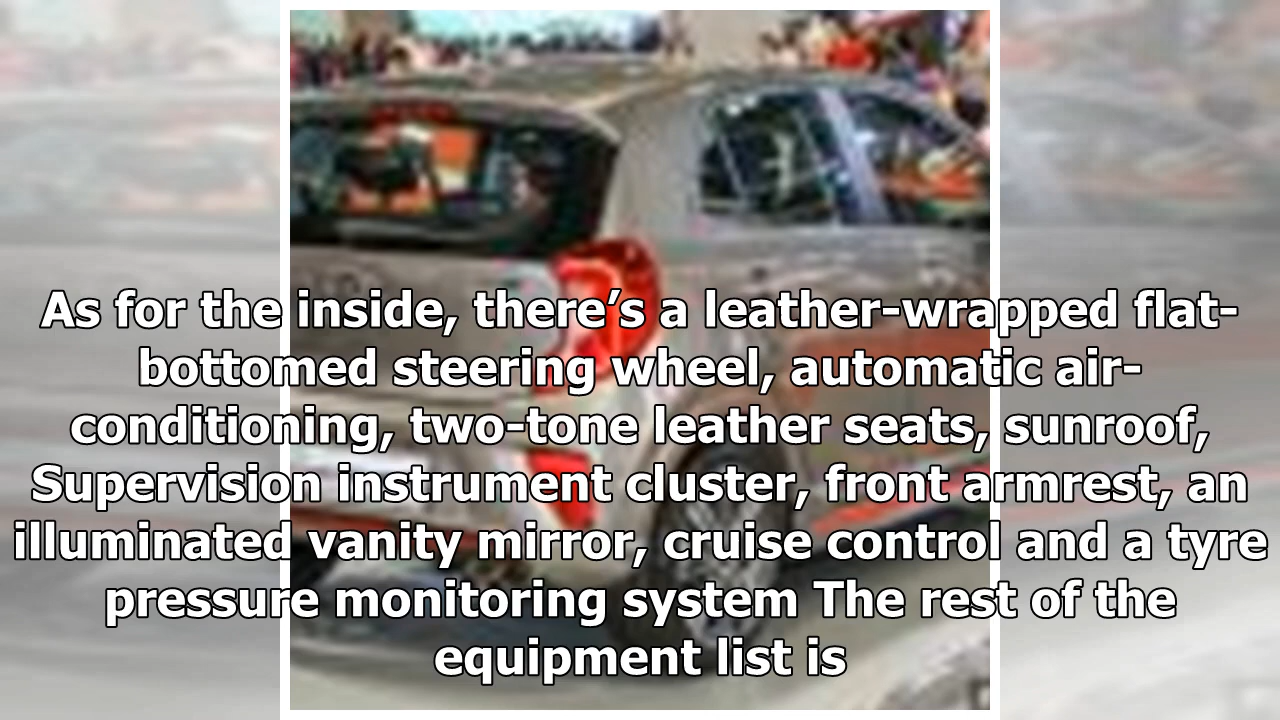 As for the inside, there’s a leather-wrapped flat-
bottomed steering wheel, automatic air-
conditioning, two-tone leather seats, sunroof,
Supervision instrument cluster, front armrest, an
illuminated vanity mirror, cruise control and a tyre
pressure monitoring system The rest of the
equipment list is